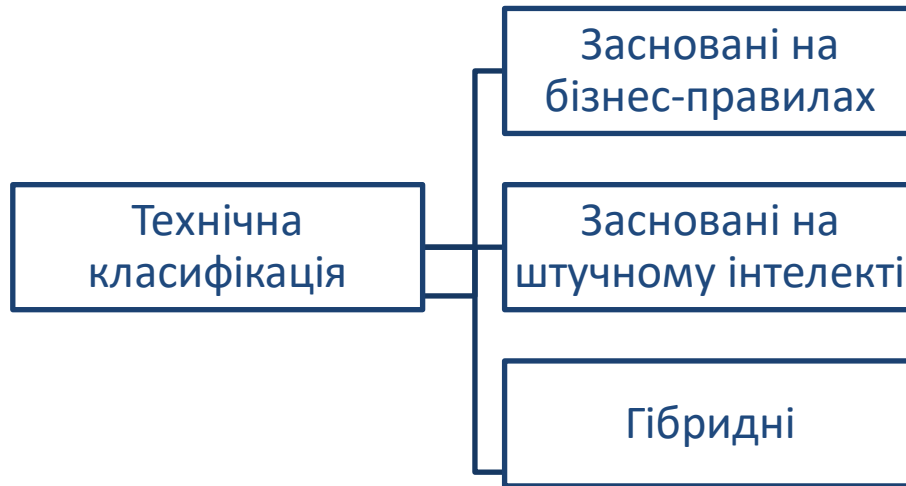 Засновані на
бізнес-правилах
Технічна
класифікація
Засновані на
штучному інтелекті
Гібридні